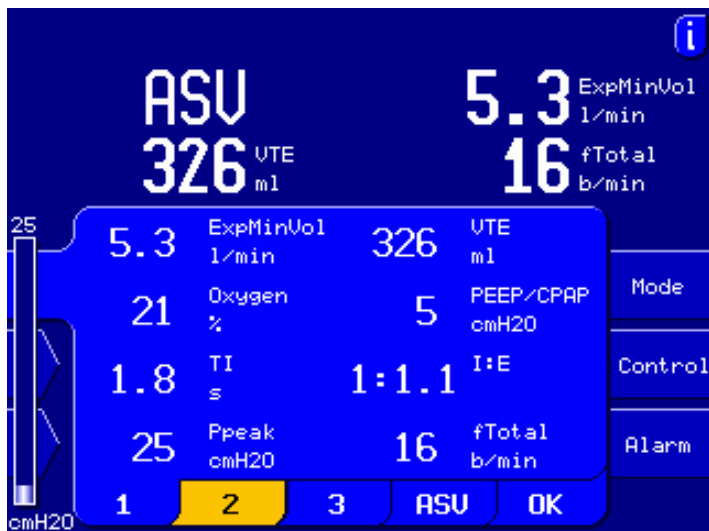 i
ASV 5.3 ExpMinVol l/min
326 VTE ml 16 fTotal b/min
25
5.3 ExpMinVol l/min 326 VTE ml
21 Oxygen % 5 PEEP/CPAP cmH2O
1.8 TI s 1:1.1 I:E
25 Ppeak cmH2O 16 fTotal b/min
Mode
Control
Alarm
1 2 3 ASV OK
cmH2O